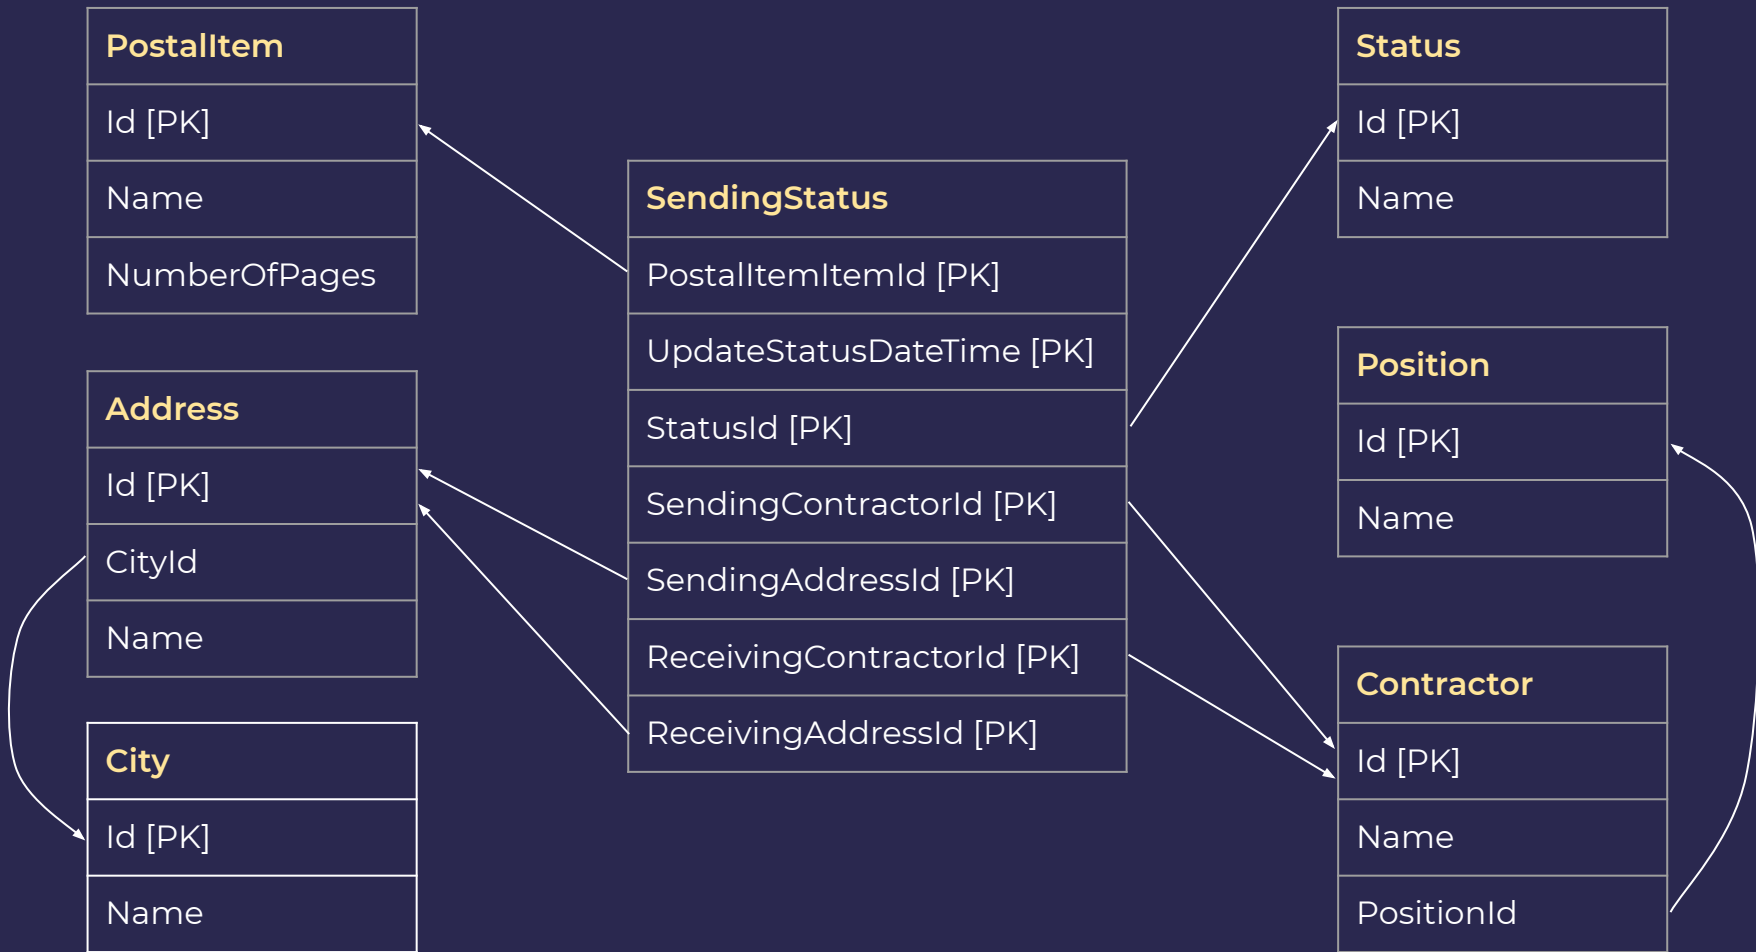 PostalItem
Id [PK]
Name
NumberOfPages
Address
Id [PK]
CityId
Name
City
Id [PK]
Name
SendingStatus
PostalItemItemId [PK]
UpdateStatusDateTime [PK]
StatusId [PK]
SendingContractorId [PK]
SendingAddressId [PK]
ReceivingContractorId [PK]
ReceivingAddressId [PK]
Status
Id [PK]
Name
Position
Id [PK]
Name
Contractor
Id [PK]
Name
PositionId